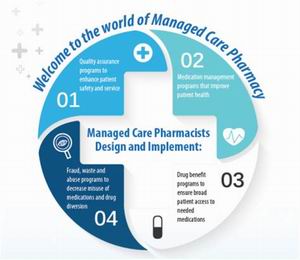 Welcome to the world of Managed Care Pharmacy
01
Quality assurance
programs to
enhance patient
safety and service
02
Medication management
programs that improve
patient health
Managed Care Pharmacists
Design and Implement:
03
Drug benefit
programs to
ensure broad
patient access to
needed
medications
04
Fraud, waste and
abuse programs to
decrease misuse of
medications and drug
diversion